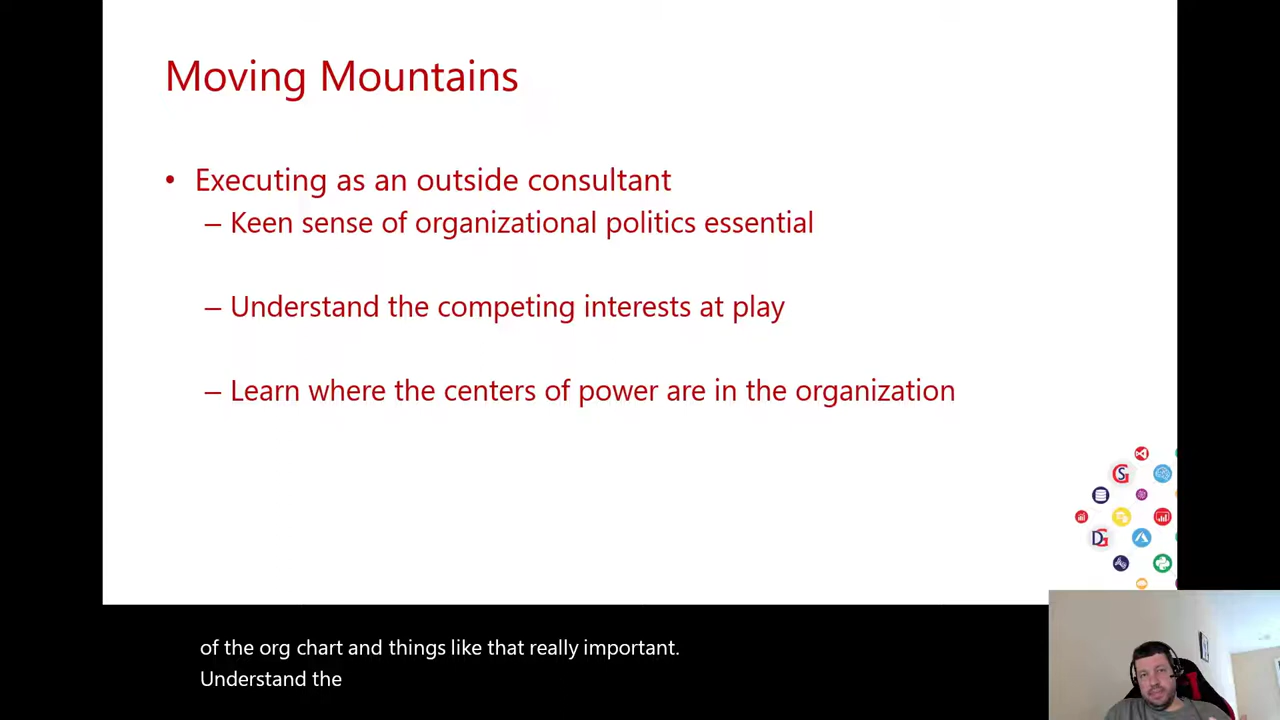 Moving Mountains
• Executing as an outside consultant
– Keen sense of organizational politics essential
– Understand the competing interests at play
– Learn where the centers of power are in the organization
GS
DG
of the org chart and things like that really important.
Understand the